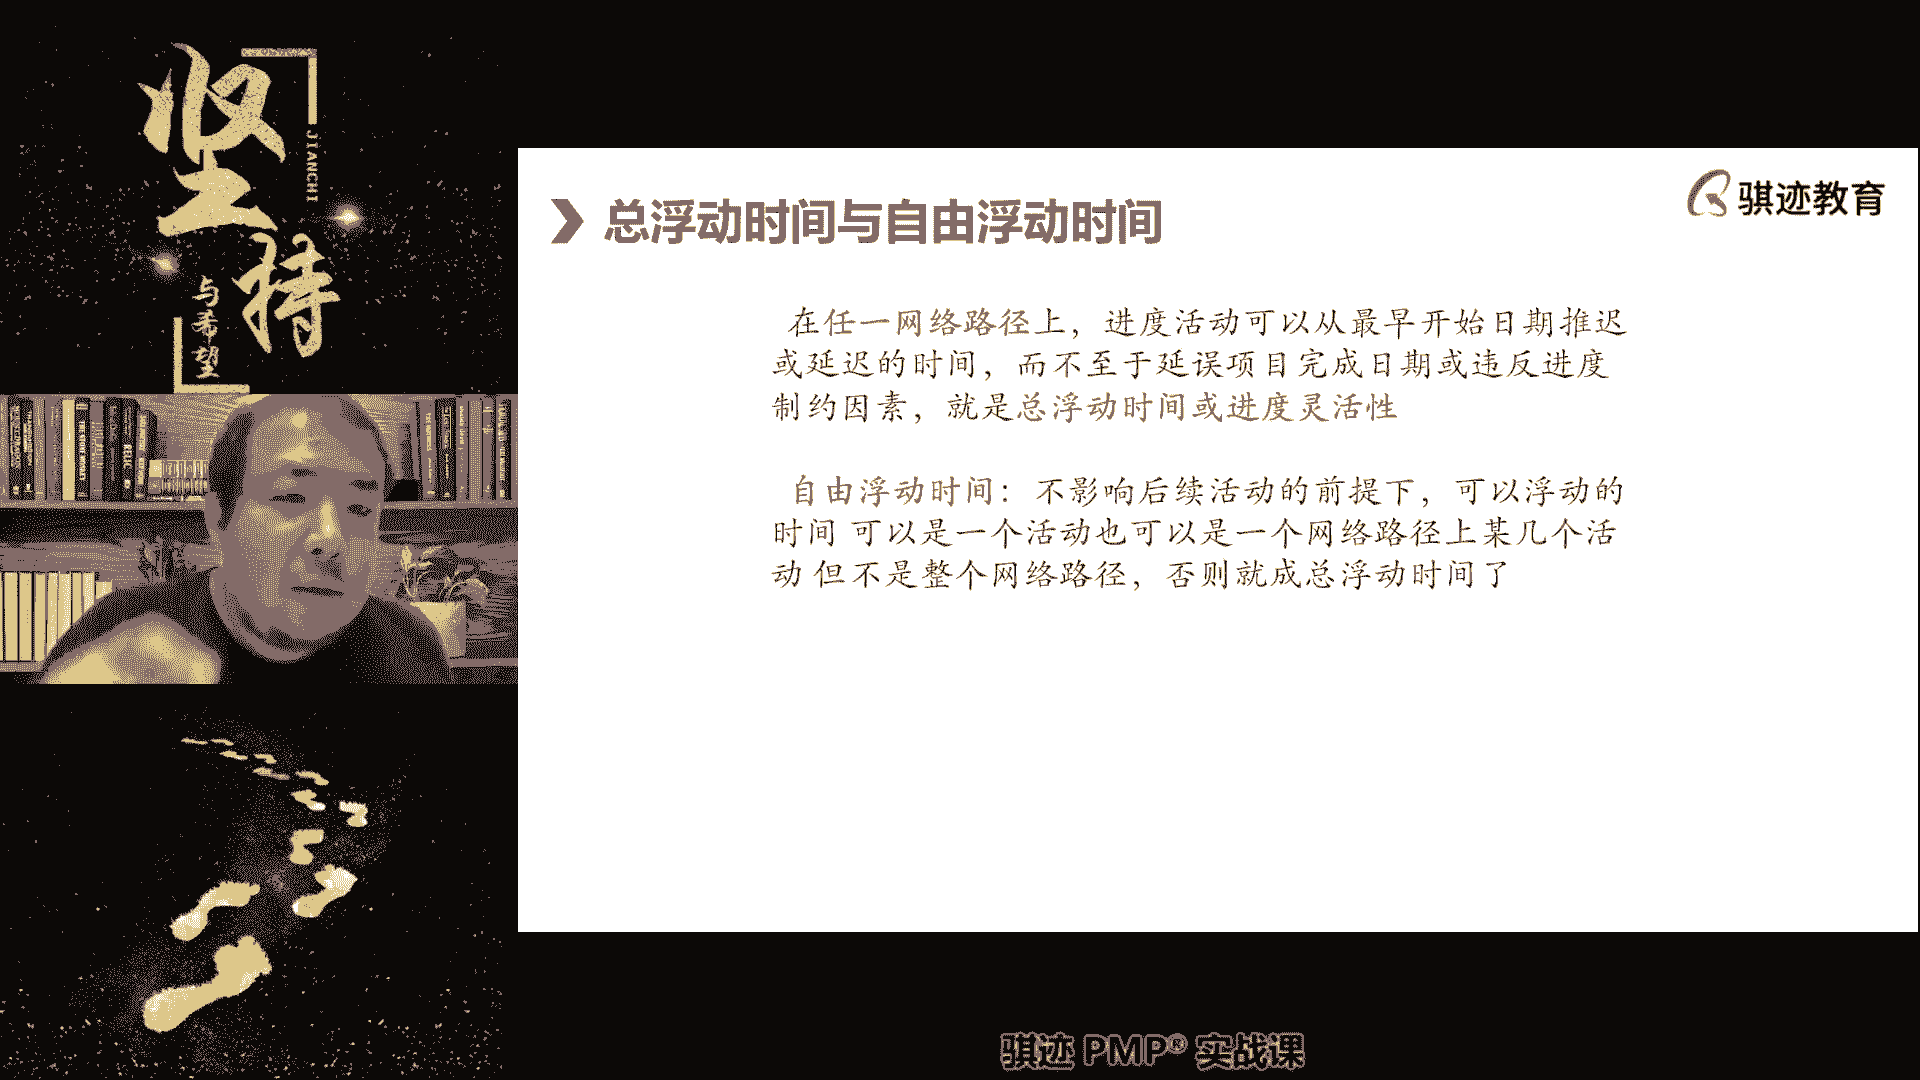 坚持
JIANCHI
与希望
骐迹教育
总浮动时间与自由浮动时间
在任一网络路径上，进度活动可以从最早开始日期推迟
或延迟的时间，而不至于延误项目完成日期或违反进度
制约因素，就是总浮动时间或进度灵活性
自由浮动时间：不影响后续活动的前提下，可以浮动的
时间 可以是一个活动也可以是一个网络路径上某几个活
动 但不是整个网络路径，否则就成总浮动时间了
骐迹 PMP® 实战课